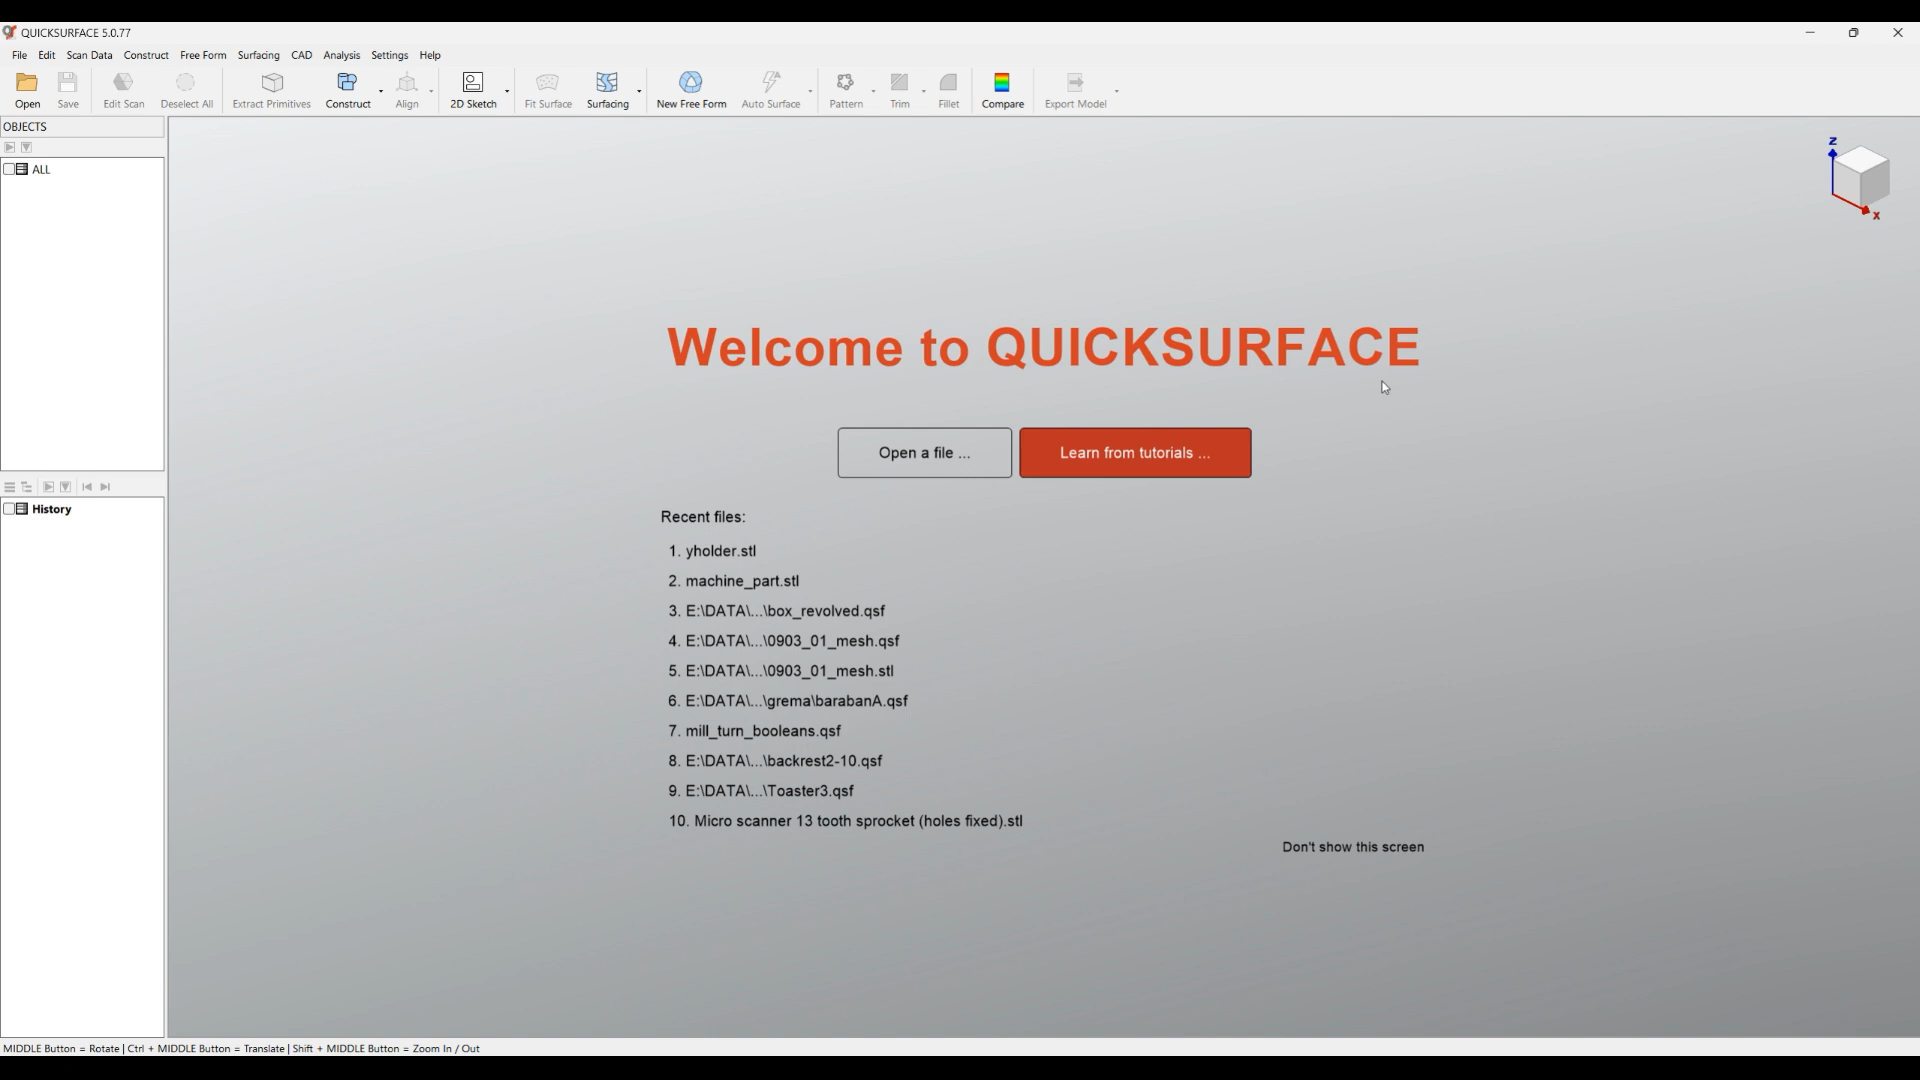 QUICKSURFACE 5.0.77
File Edit Scan Data Construct Free Form Surfacing CAD Analysis Settings Help
Open Save Edit Scan Deselect All Extract Primitives Construct Align 2D Sketch Fit Surface Surfacing New Free Form Auto Surface Pattern Trim Fillet Compare Export Model
OBJECTS
ALL
Z
X
Welcome to QUICKSURFACE
Open a file ... Learn from tutorials ...
Recent files:
1. yholder.stl
2. machine_part.stl
3. E:\DATA\...\box_revolved.qsf
4. E:\DATA\...\0903_01_mesh.qsf
5. E:\DATA\...\0903_01_mesh.stl
6. E:\DATA\...\grema\barabanA.qsf
7. mill_turn_booleans.qsf
8. E:\DATA\...\backrest2-10.qsf
9. E:\DATA\...\Toaster3.qsf
10. Micro scanner 13 tooth sprocket (holes fixed).stl
Don't show this screen
History
MIDDLE Button = Rotate | Ctrl + MIDDLE Button = Translate | Shift + MIDDLE Button = Zoom In / Out